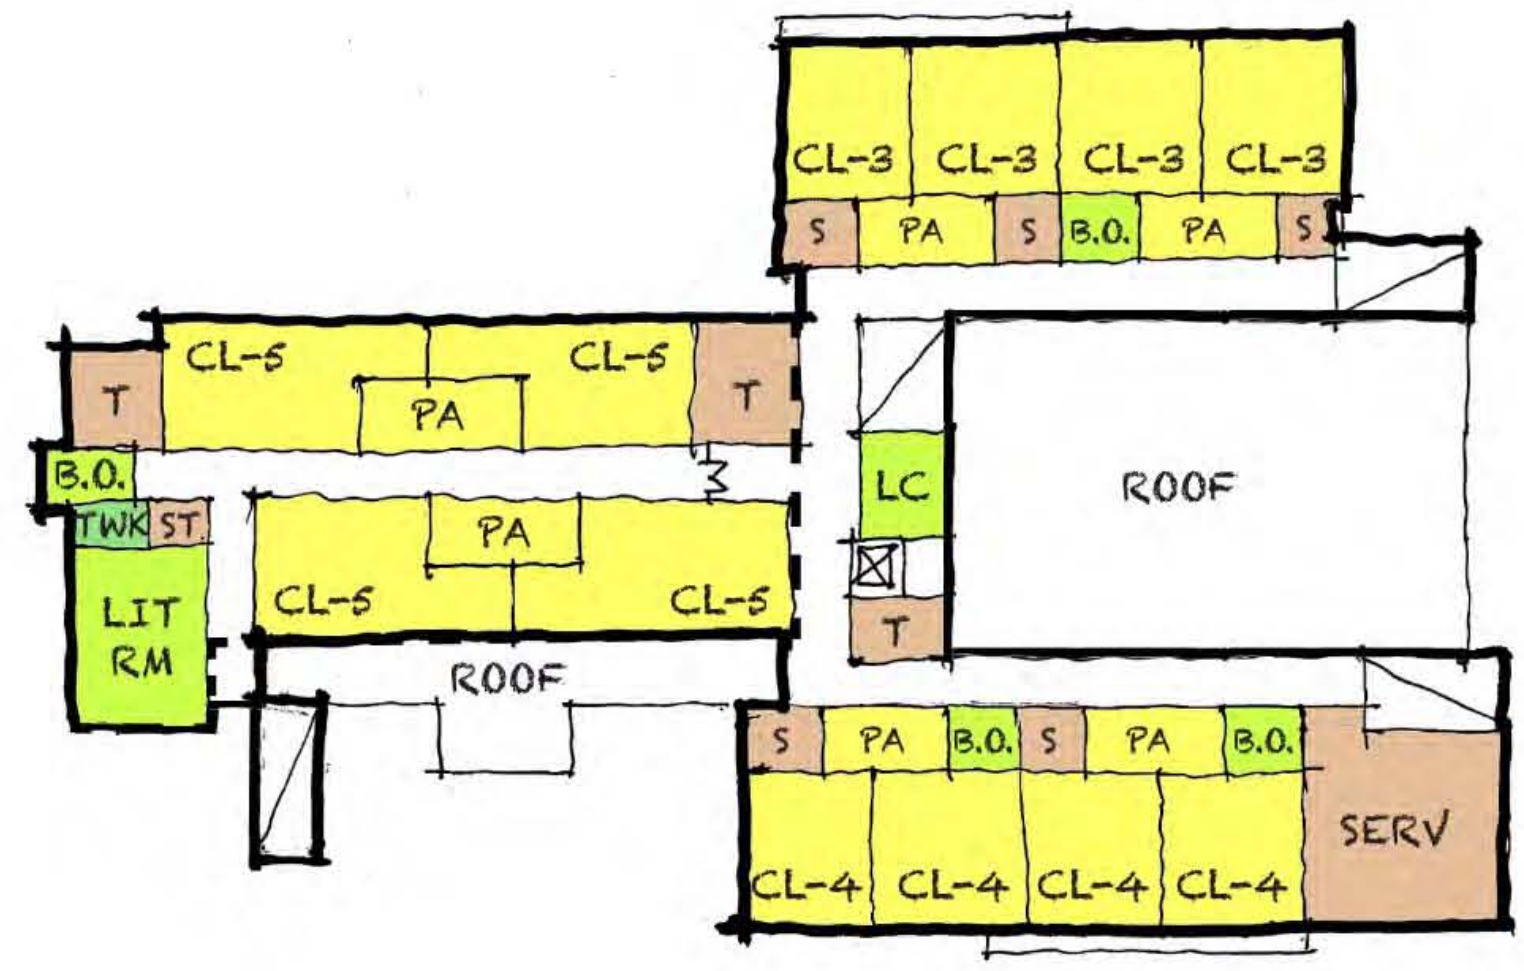 CL-3 CL-3 CL-3 CL-3
S PA S B.O. PA S
CL-5 CL-5 T
T PA
B.O. LC ROOF
TWK ST PA
CL-5 CL-5
LIT
RM
T
ROOF
S PA B.O. S PA B.O.
SERV
CL-4 CL-4 CL-4 CL-4